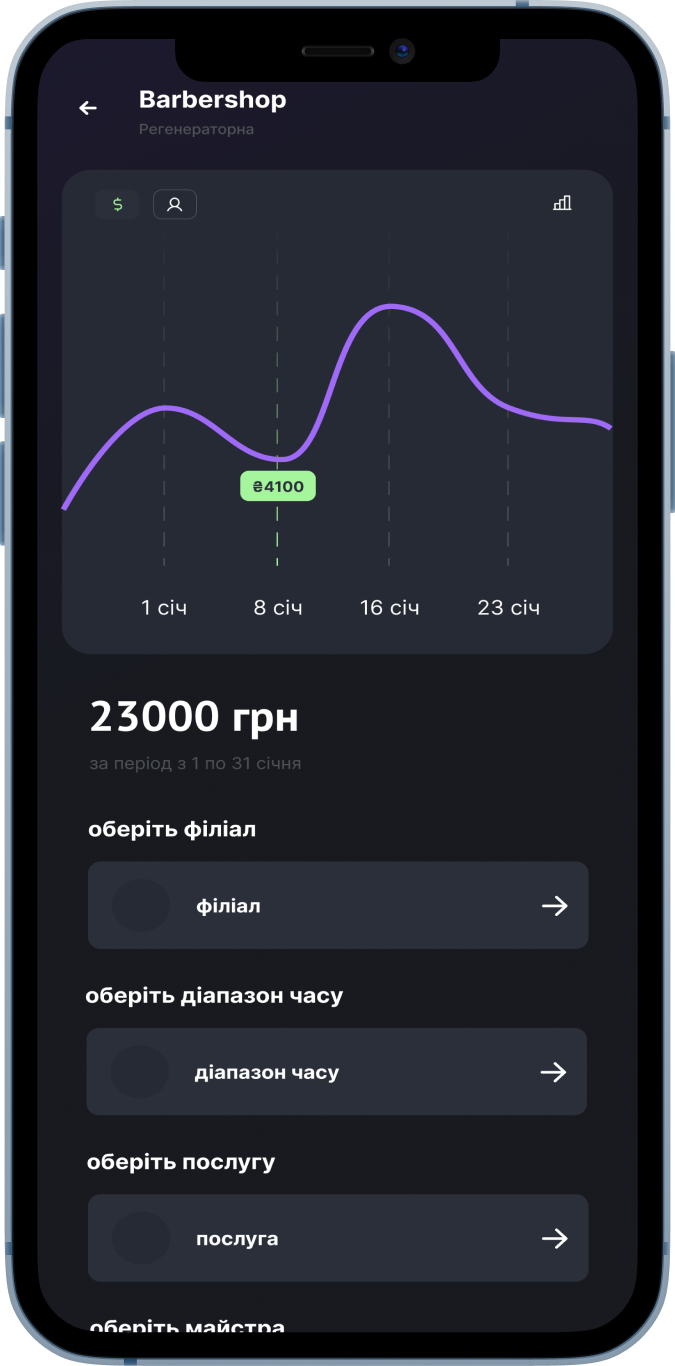 Barbershop
Регенераторна
$
₴4100
1 січ 8 січ 16 січ 23 січ
23000 грн
за період з 1 по 31 січня
оберіть філіал
філіал
оберіть діапазон часу
діапазон часу
оберіть послугу
послуга
оберіть майстра